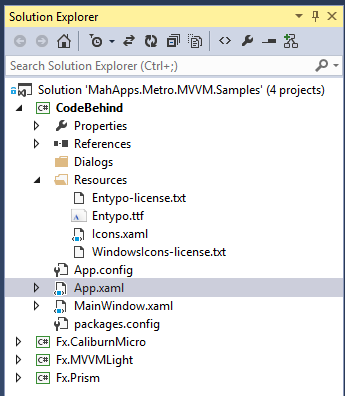 Solution Explorer
Search Solution Explorer (Ctrl+;)
Solution 'MahApps.Metro.MVVM.Samples' (4 projects)
C# CodeBehind
Properties
References
Dialogs
Resources
Entypo-license.txt
A Entypo.ttf
Icons.xaml
WindowsIcons-license.txt
App.config
App.xaml
MainWindow.xaml
packages.config
C# Fx.CaliburnMicro
C# Fx.MVVMLight
C# Fx.Prism